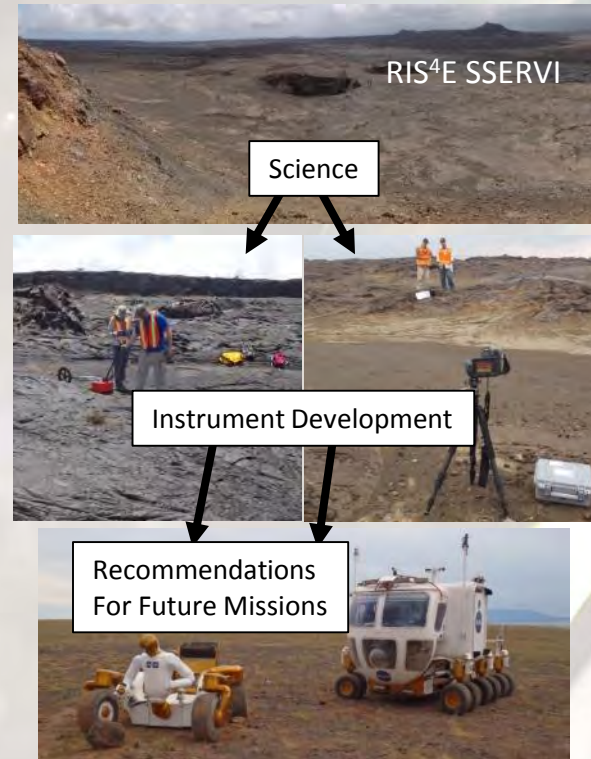 RIS⁴E SSERVI
Science
Instrument Development
Recommendations
For Future Missions